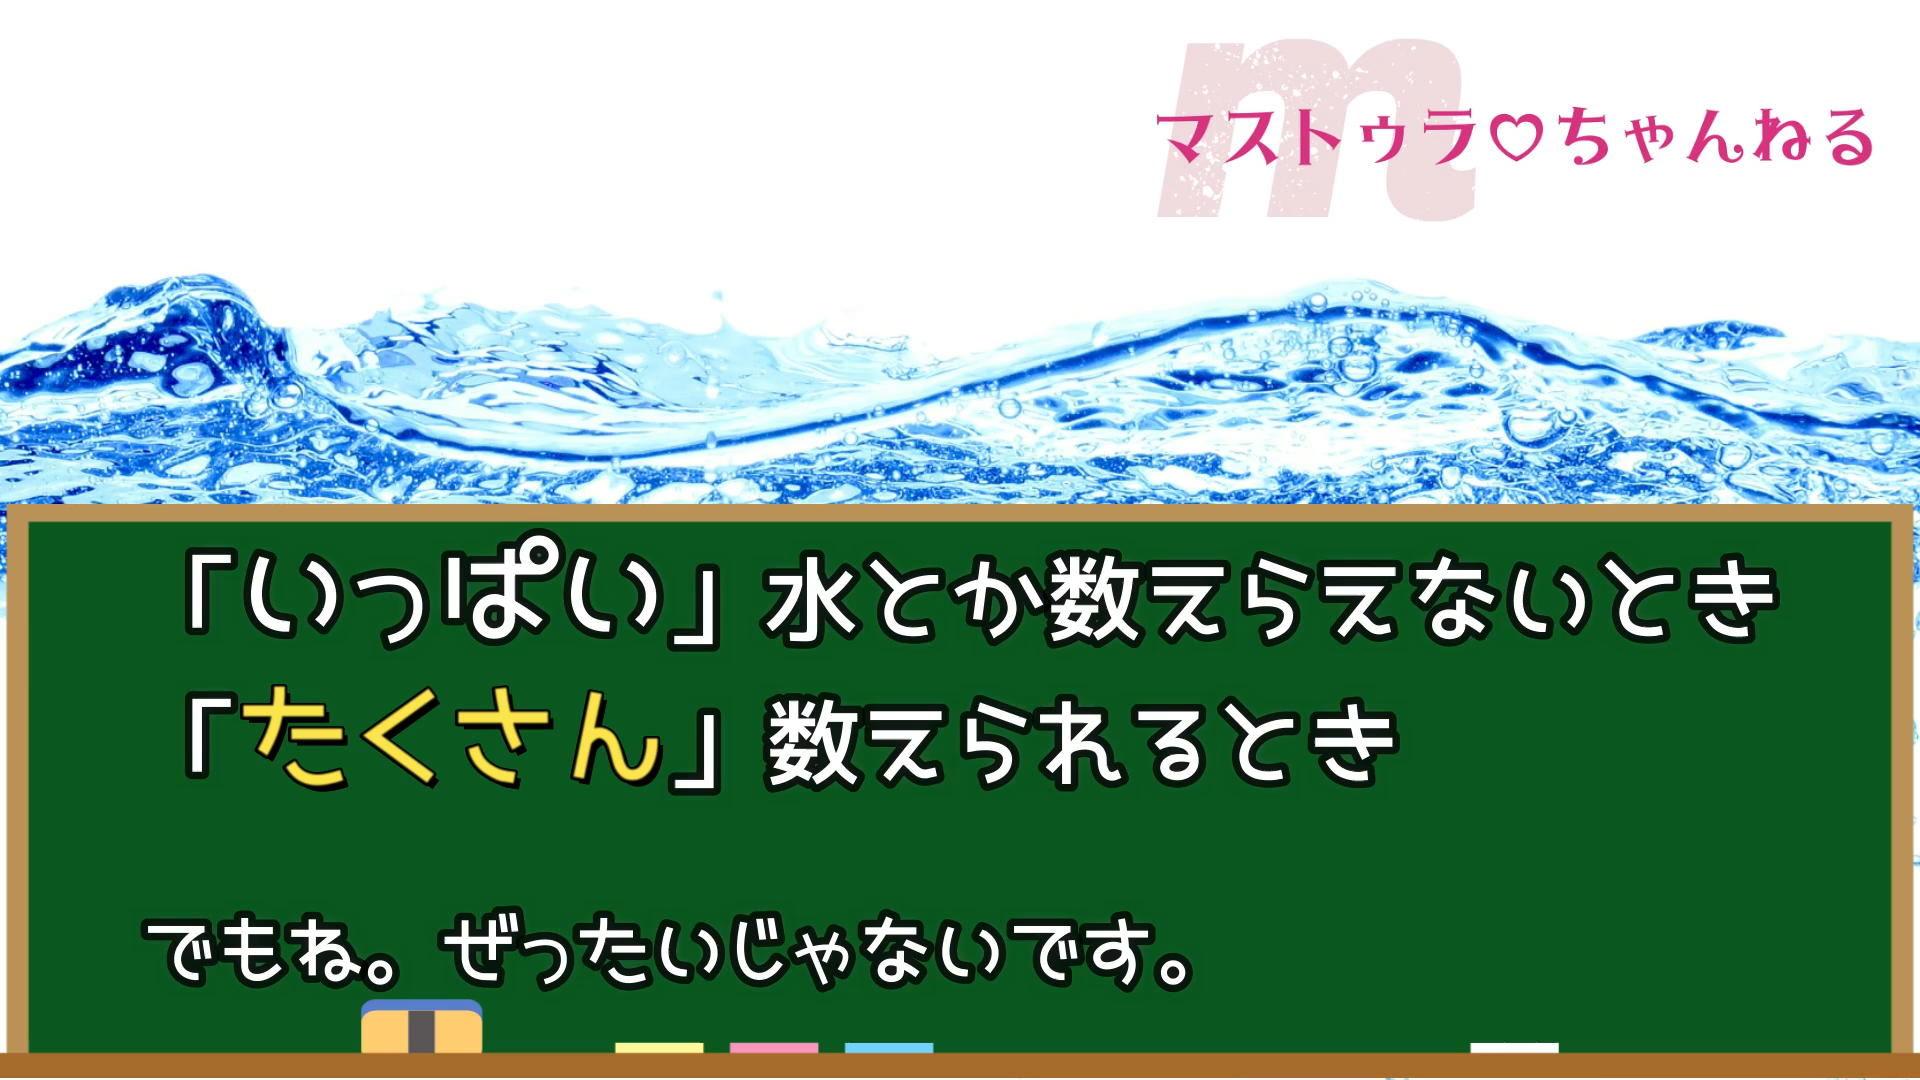 m
マストゥラ♡ちゃんねる
「いっぱい」水とか数えらえないとき
「たくさん」数えられるとき
でもね。ぜったいじゃないです。